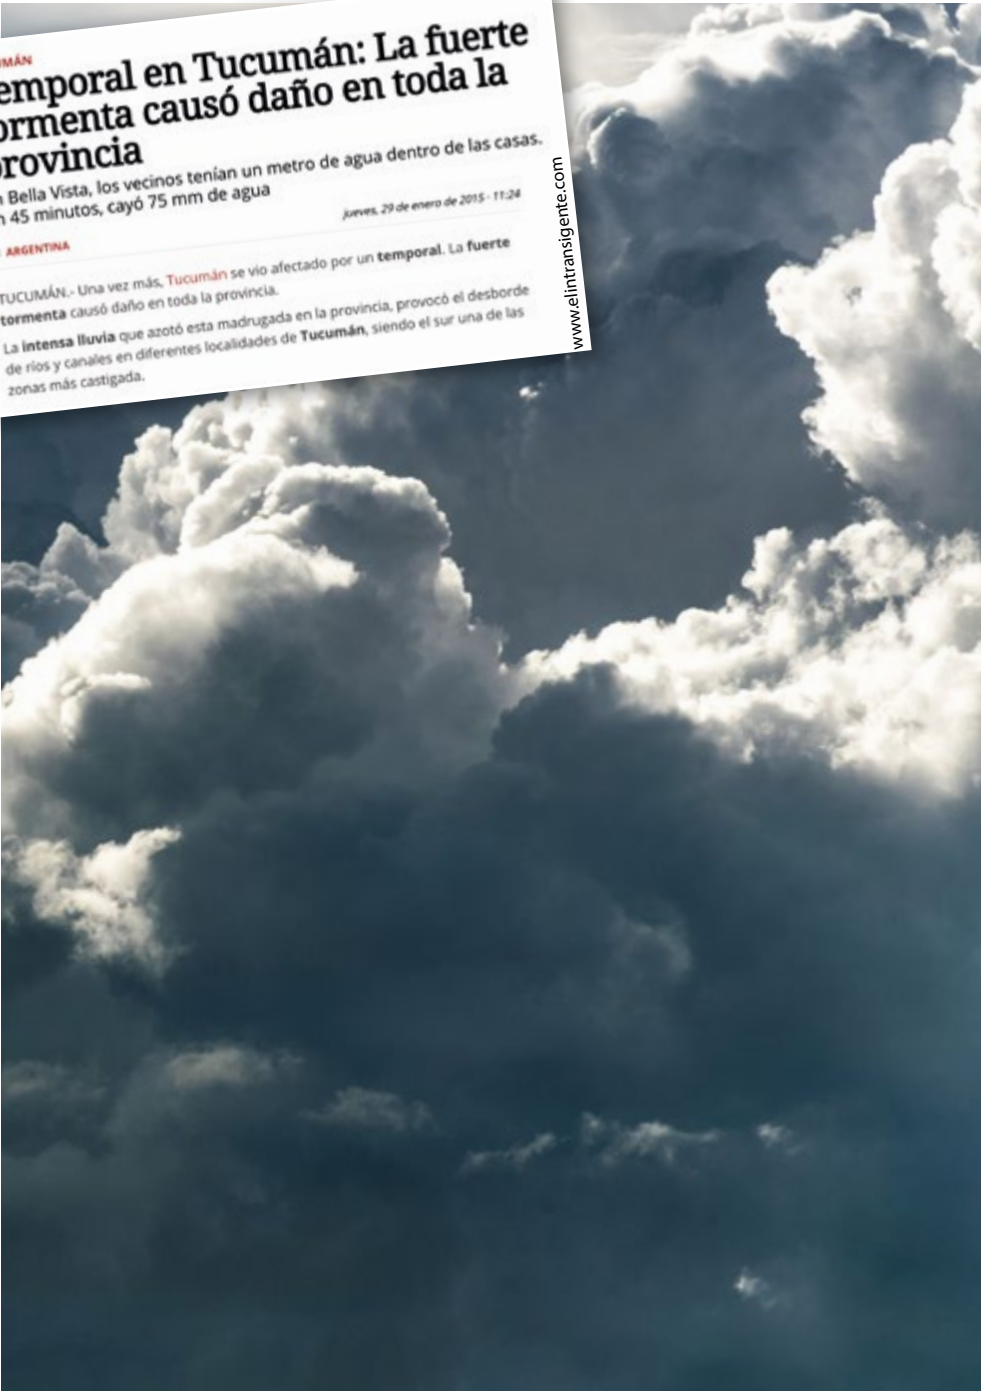 UMÁN
emporal en Tucumán: La fuerte
ormenta causó daño en toda la
provincia
n Bella Vista, los vecinos tenían un metro de agua dentro de las casas.
n 45 minutos, cayó 75 mm de agua
jueves, 29 de enero de 2015 - 11:24
ARGENTINA
TUCUMÁN.- Una vez más, Tucumán se vio afectado por un temporal. La fuerte
tormenta causó daño en toda la provincia.
La intensa lluvia que azotó esta madrugada en la provincia, provocó el desborde
de ríos y canales en diferentes localidades de Tucumán, siendo el sur una de las
zonas más castigada.
www.elintransigente.com